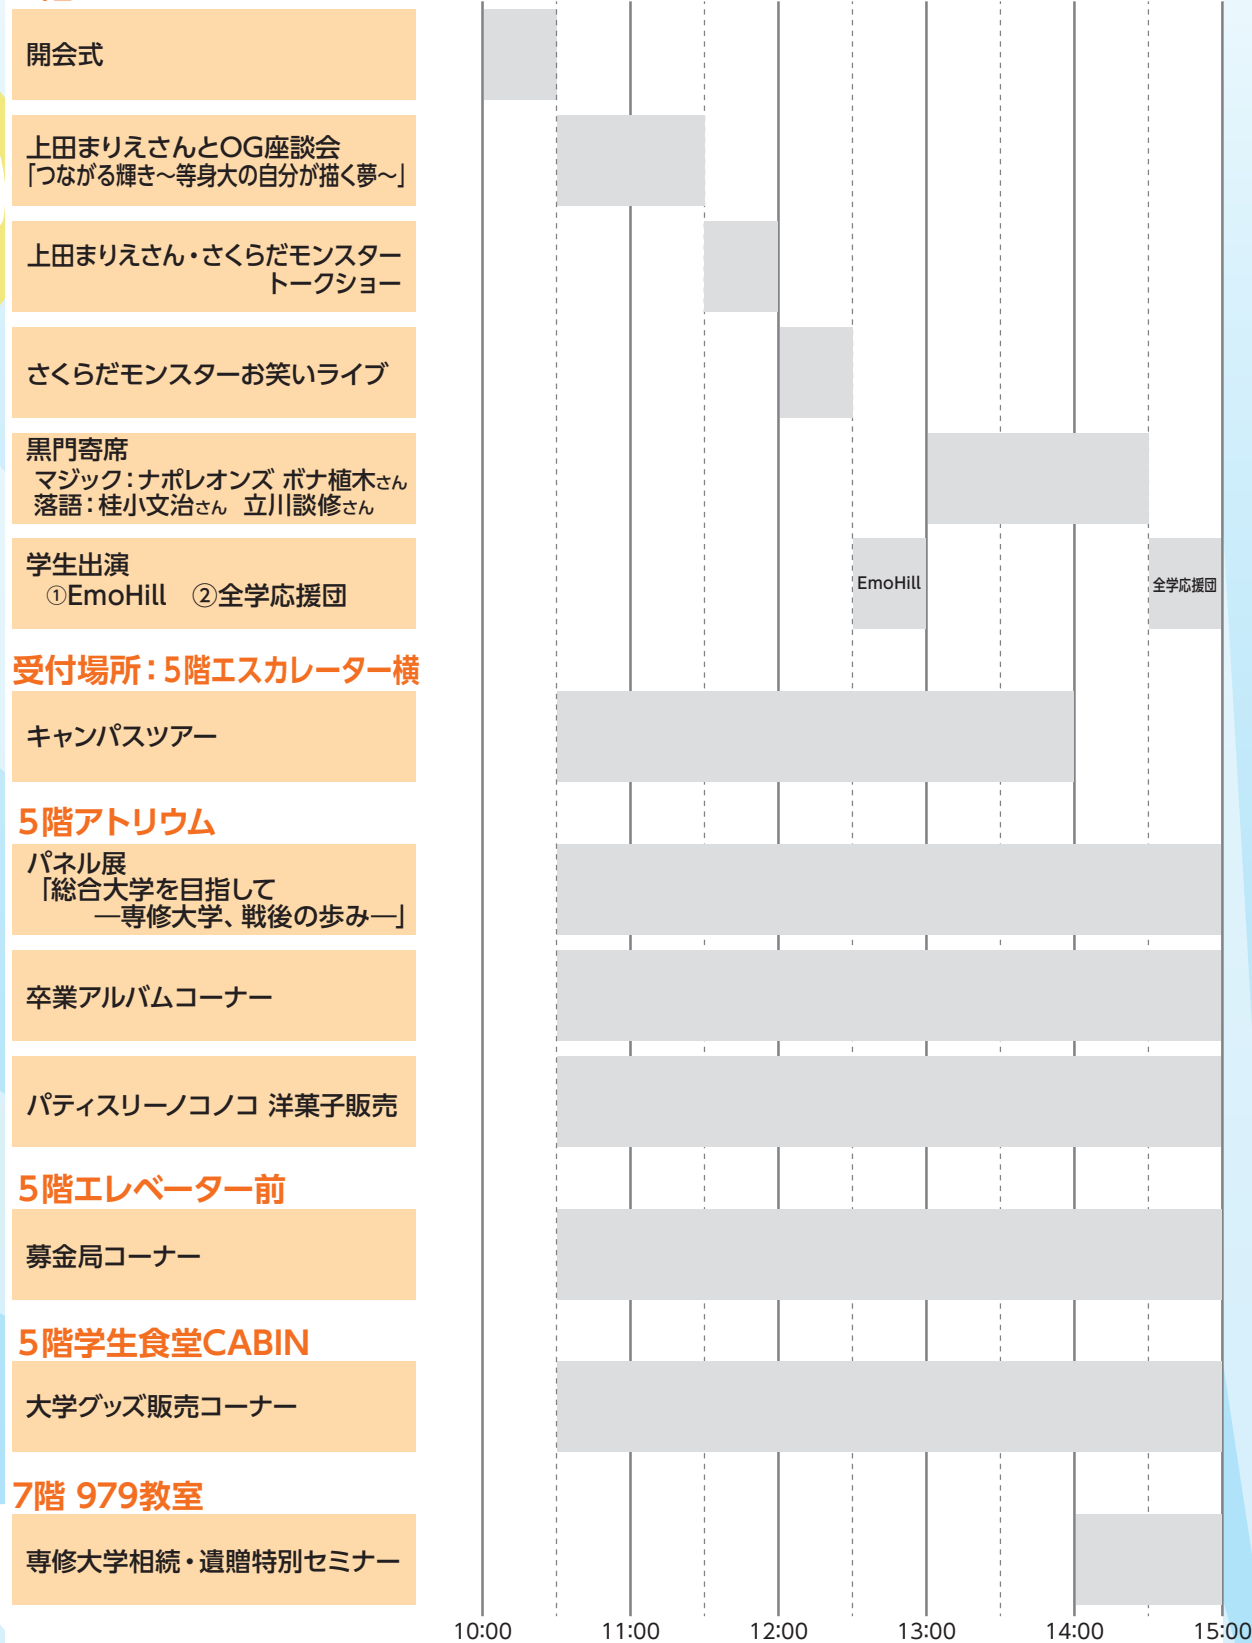 開会式
上田まりえさんとOG座談会
「つながる輝き〜等身大の自分が描く夢〜」
上田まりえさん・さくらだモンスター
トークショー
さくらだモンスターお笑いライブ
黒門寄席
マジック：ナポレオンズ ボナ植木さん
落語：桂小文治さん 立川談修さん
学生出演
①EmoHill ②全学応援団
EmoHill
全学応援団
受付場所：5階エスカレーター横
キャンパスツアー
5階アトリウム
パネル展
「総合大学を目指して
―専修大学、戦後の歩み―」
卒業アルバムコーナー
パティスリーノコノコ 洋菓子販売
5階エレベーター前
募金局コーナー
5階学生食堂CABIN
大学グッズ販売コーナー
7階 979教室
専修大学相続・遺贈特別セミナー
10:00 11:00 12:00 13:00 14:00 15:00